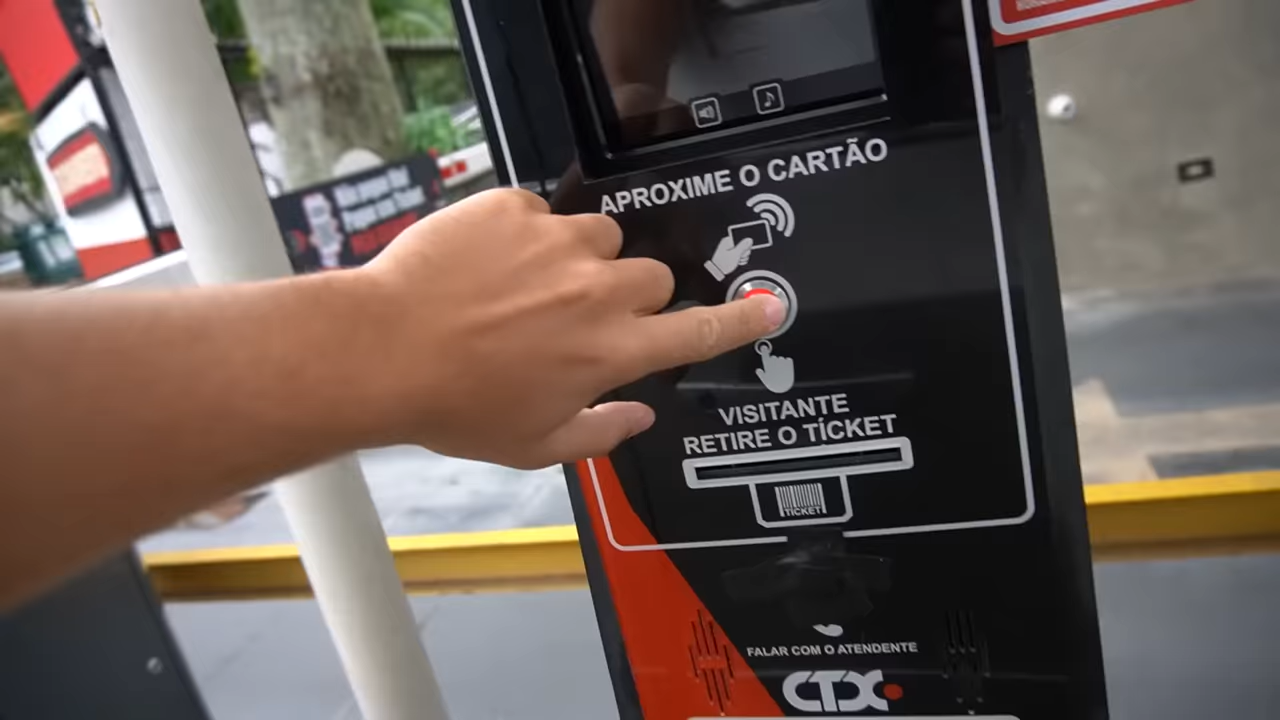 APROXIME O CARTÃO
VISITANTE
RETIRE O TÍCKET
TICKET
FALAR COM O ATENDENTE
CTX